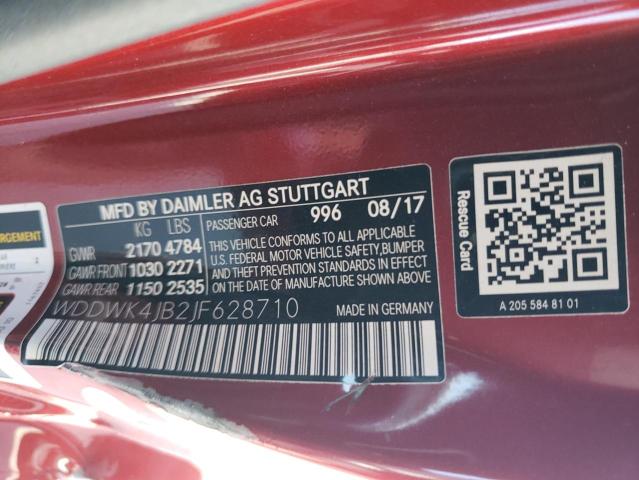 MFD BY DAIMLER AG STUTTGART
KG LBS PASSENGER CAR 996 08/17
GVWR 2170 4784
GAWR FRONT 1030 2271
GAWR REAR 1150 2535
THIS VEHICLE CONFORMS TO ALL APPLICABLE
U.S. FEDERAL MOTOR VEHICLE SAFETY, BUMPER
AND THEFT PREVENTION STANDARDS IN EFFECT
ON THE DATE OF MANUFACTURE SHOWN ABOVE.
WDDWK4JB2JF628710
MADE IN GERMANY
Rescue Card
A 205 584 81 01